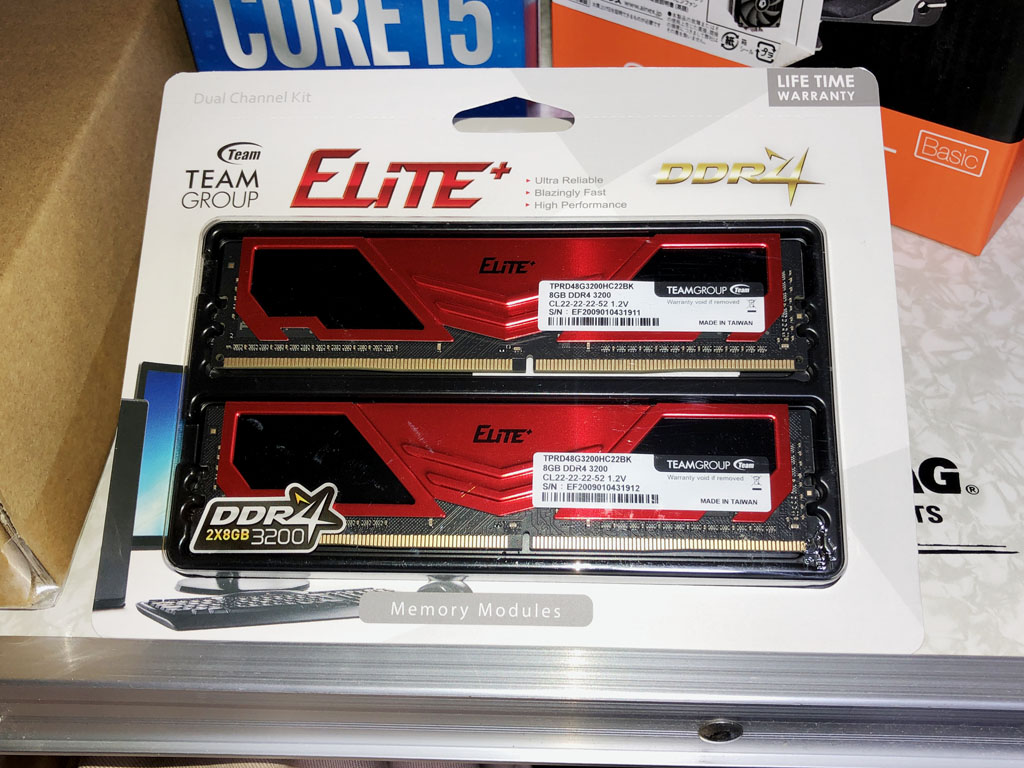 CORE i5
Basic
Dual Channel Kit
LIFE TIME
WARRANTY
Team
TEAM
GROUP
ELiTE+
Ultra Reliable
Blazingly Fast
High Performance
DDR4
ELiTE+
TPRD48G3200HC22BK
8GB DDR4 3200
CL22-22-22-52 1.2V
S/N : EF2009010431911
TEAMGROUP Team
Warranty void if removed
MADE IN TAIWAN
ELiTE+
TPRD48G3200HC22BK
8GB DDR4 3200
CL22-22-22-52 1.2V
S/N : EF2009010431912
TEAMGROUP Team
Warranty void if removed
MADE IN TAIWAN
DDR4
2X8GB 3200
AG®
TS
Memory Modules